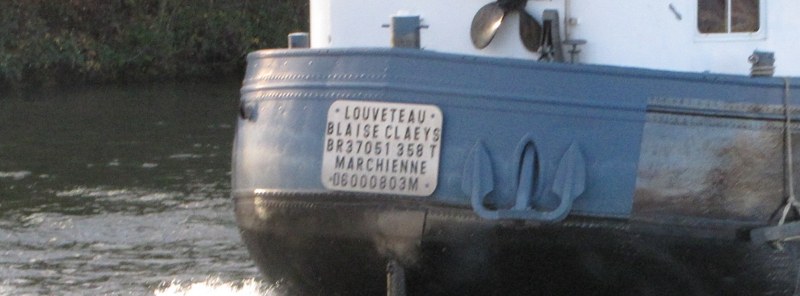 · LOUVETEAU ·
BLAISE CLAEYS
BR37051 358 T
MARCHIENNE
·06000803M·